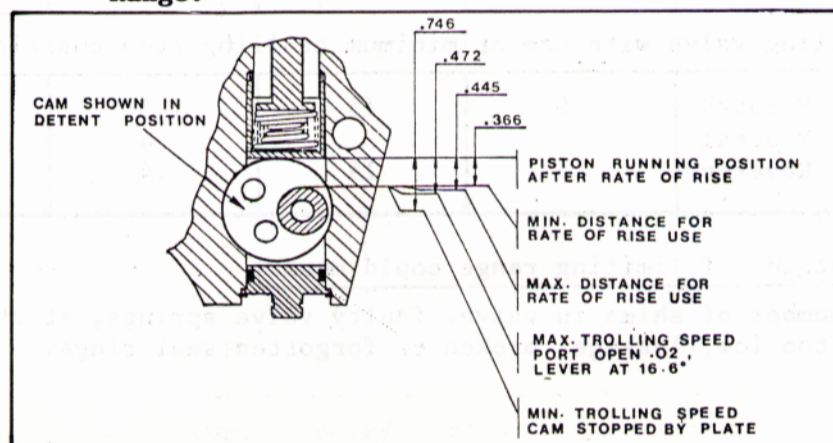 Range.
.746
.472
.445
.366
CAM SHOWN IN
DETENT POSITION
PISTON RUNNING POSITION
AFTER RATE OF RISE
MIN. DISTANCE FOR
RATE OF RISE USE
MAX. DISTANCE FOR
RATE OF RISE USE
MAX. TROLLING SPEED
PORT OPEN .02,
LEVER AT 16.6°
MIN. TROLLING SPEED
CAM STOPPED BY PLATE